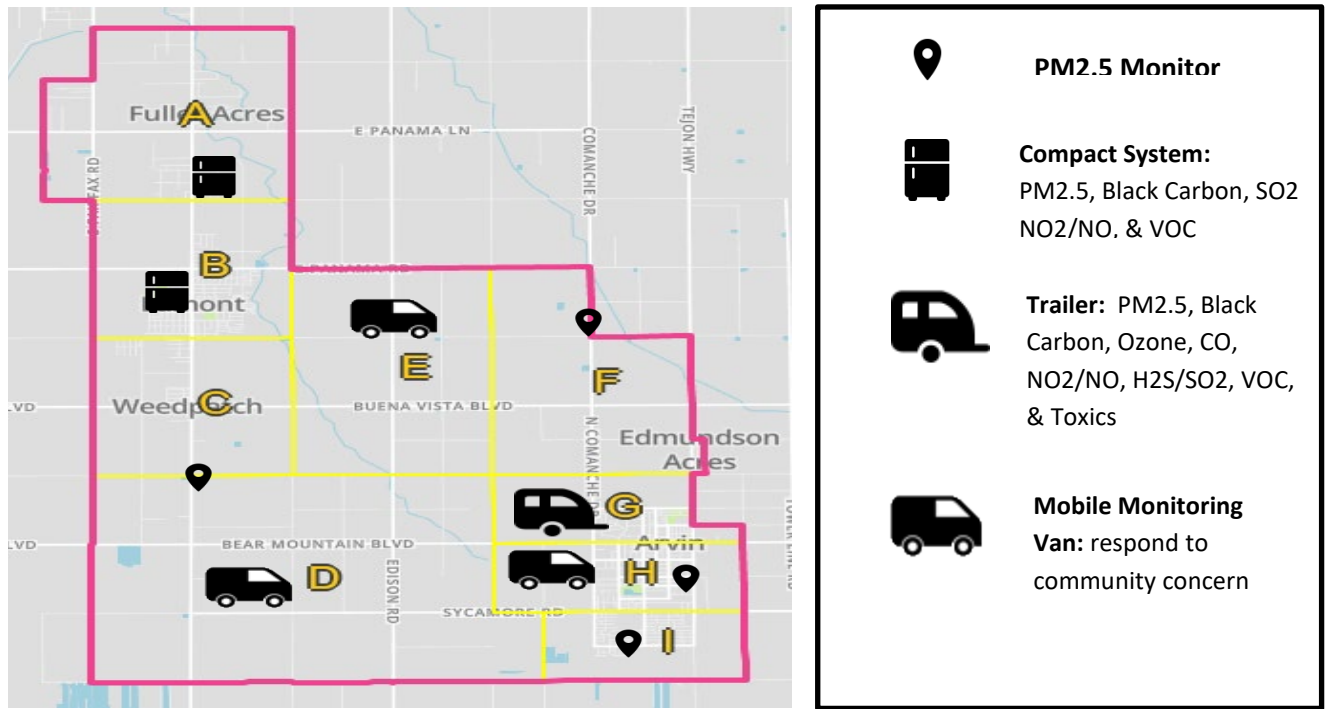 Fuller Acres
A
E PANAMA LN
COMANCHE DR
TEJON HWY
FAIRFAX RD
B
PANAMA RD
mont
E
F
C
LVD
BUENA VISTA BLVD
N COMANCHE DR
Edmundson
Acres
G
LVD
BEAR MOUNTAIN BLVD
Arvin
H
D
EDISON RD
SYCAMORE RD
I
PM2.5 Monitor
Compact System:
PM2.5, Black Carbon, SO2
NO2/NO, & VOC
Trailer: PM2.5, Black
Carbon, Ozone, CO,
NO2/NO, H2S/SO2, VOC,
& Toxics
Mobile Monitoring
Van: respond to
community concern